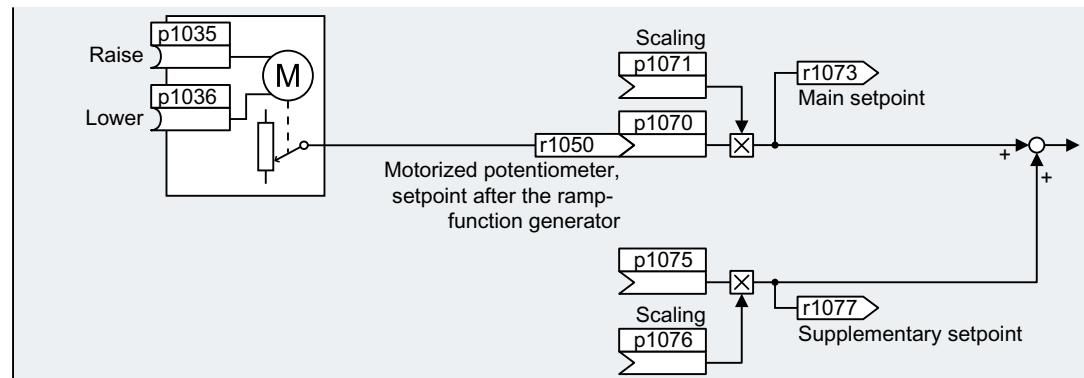 p1035
Raise
p1036
Lower
M
Scaling
p1071
r1073
Main setpoint
p1070
r1050
+
+
Motorized potentiometer,
setpoint after the ramp-
function generator
p1075
Scaling
r1077
Supplementary setpoint
p1076